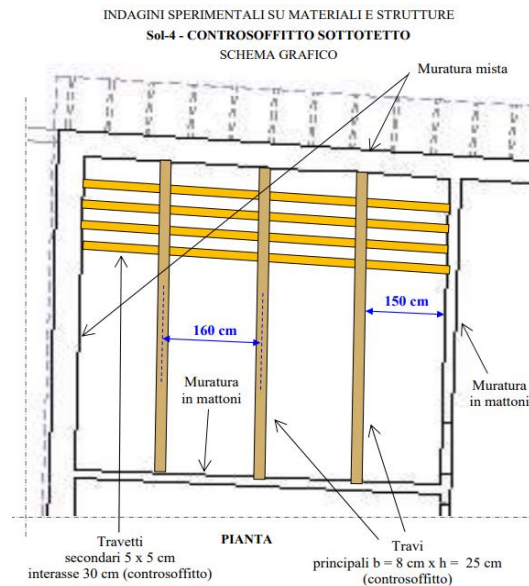 INDAGINI SPERIMENTALI SU MATERIALI E STRUTTURE
Sol-4 - CONTROSOFFITTO SOTTOTETTO
SCHEMA GRAFICO
Muratura mista
150 cm
160 cm
Muratura
in mattoni
Muratura
in mattoni
Travetti
secondari 5 x 5 cm
interasse 30 cm (controsoffitto)
PIANTA
Travi
principali b = 8 cm x h = 25 cm
(controsoffitto)